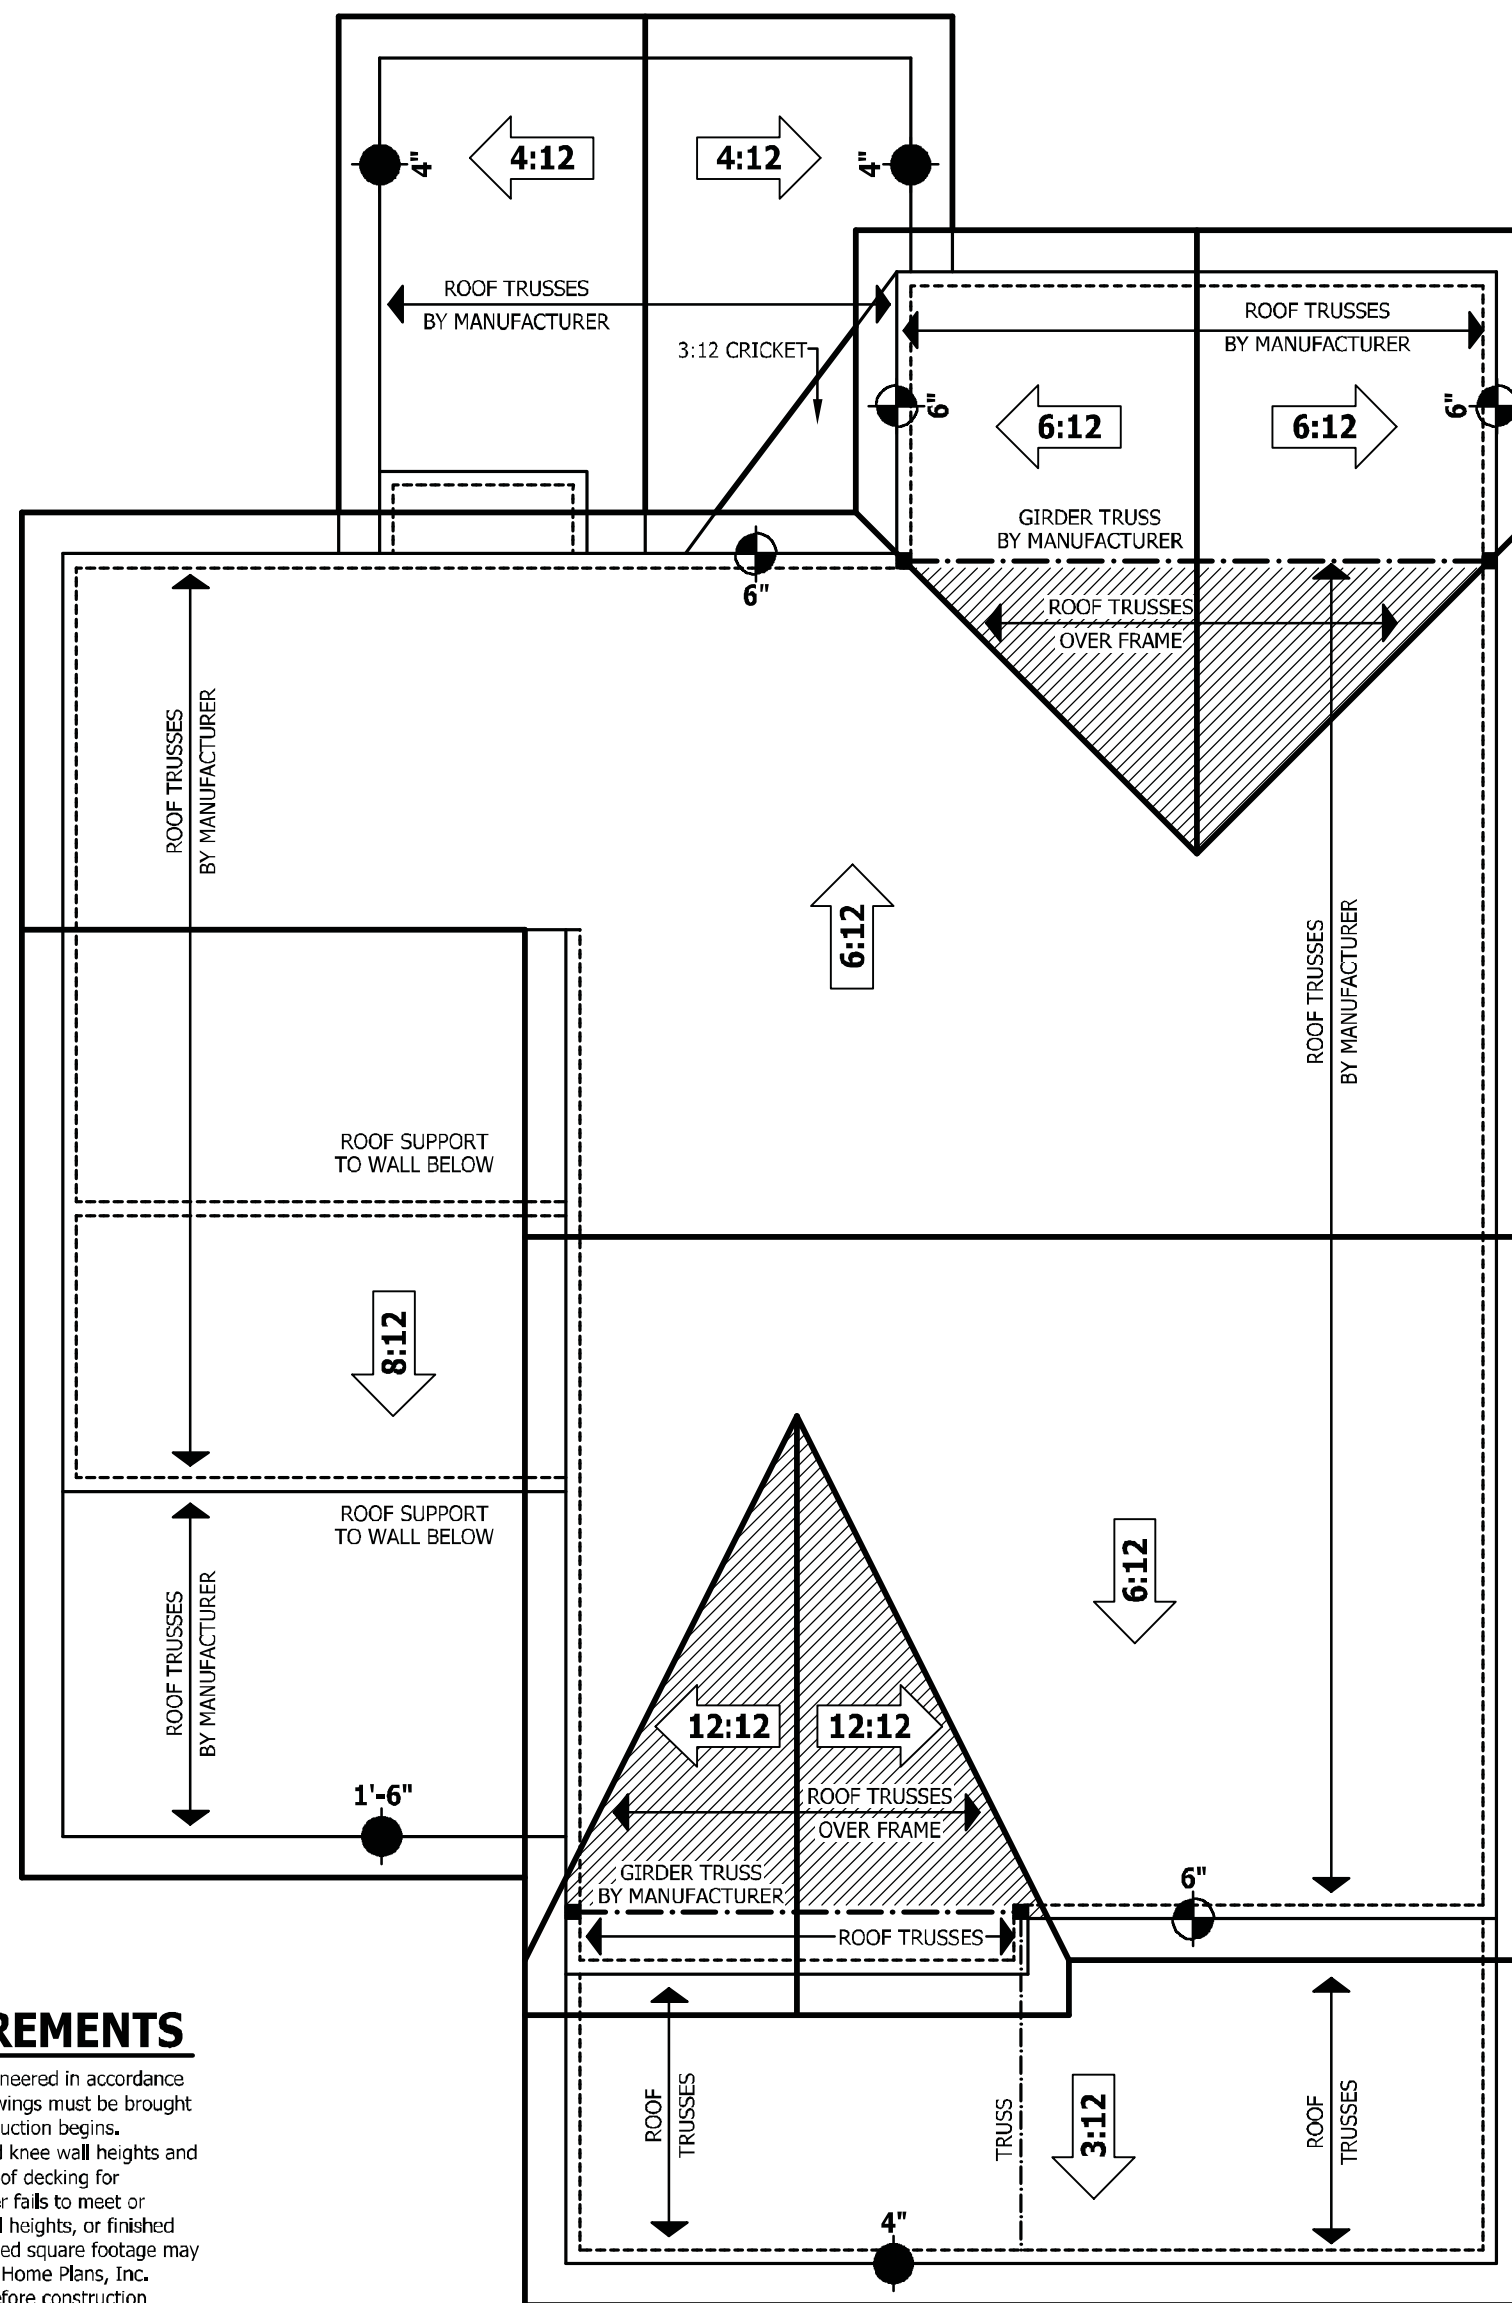 4:12
4:12
4"
4"
ROOF TRUSSES
BY MANUFACTURER
ROOF TRUSSES
BY MANUFACTURER
3:12 CRICKET
6"
6"
6:12
6:12
GIRDER TRUSS
BY MANUFACTURER
6"
ROOF TRUSSES
OVER FRAME
ROOF TRUSSES
BY MANUFACTURER
6:12
ROOF TRUSSES
BY MANUFACTURER
ROOF SUPPORT
TO WALL BELOW
8:12
ROOF SUPPORT
TO WALL BELOW
6:12
ROOF TRUSSES
BY MANUFACTURER
12:12
12:12
1'-6"
ROOF TRUSSES
OVER FRAME
GIRDER TRUSS
BY MANUFACTURER
6"
ROOF TRUSSES
ROOF
TRUSSES
TRUSS
3:12
ROOF
TRUSSES
4"
REMENTS
neered in accordance
wings must be brought
uction begins.
knee wall heights and
of decking for
r fails to meet or
heights, or finished
ed square footage may
Home Plans, Inc.
efore construction